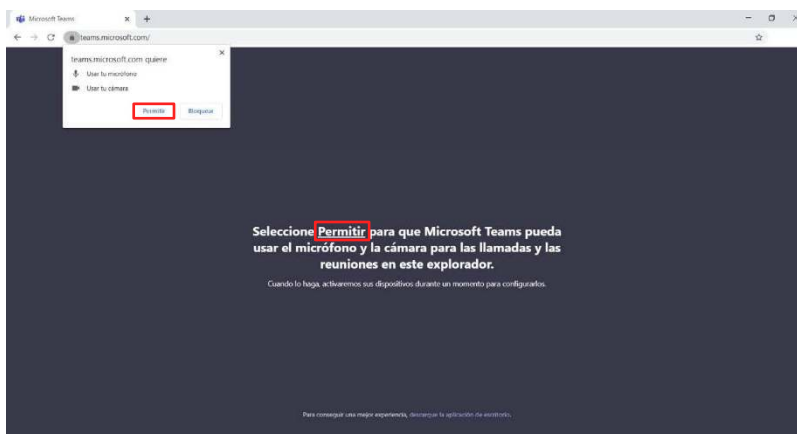 Microsoft Teams
teams.microsoft.com/
teams.microsoft.com quiere
Usar tu micrófono
Usar tu cámara
Permitir
Bloquear
Seleccione Permitir para que Microsoft Teams pueda
usar el micrófono y la cámara para las llamadas y las
reuniones en este explorador.
Cuando lo haga, activaremos sus dispositivos durante un momento para configurarlos.
Para conseguir una mejor experiencia, descargue la aplicación de escritorio.